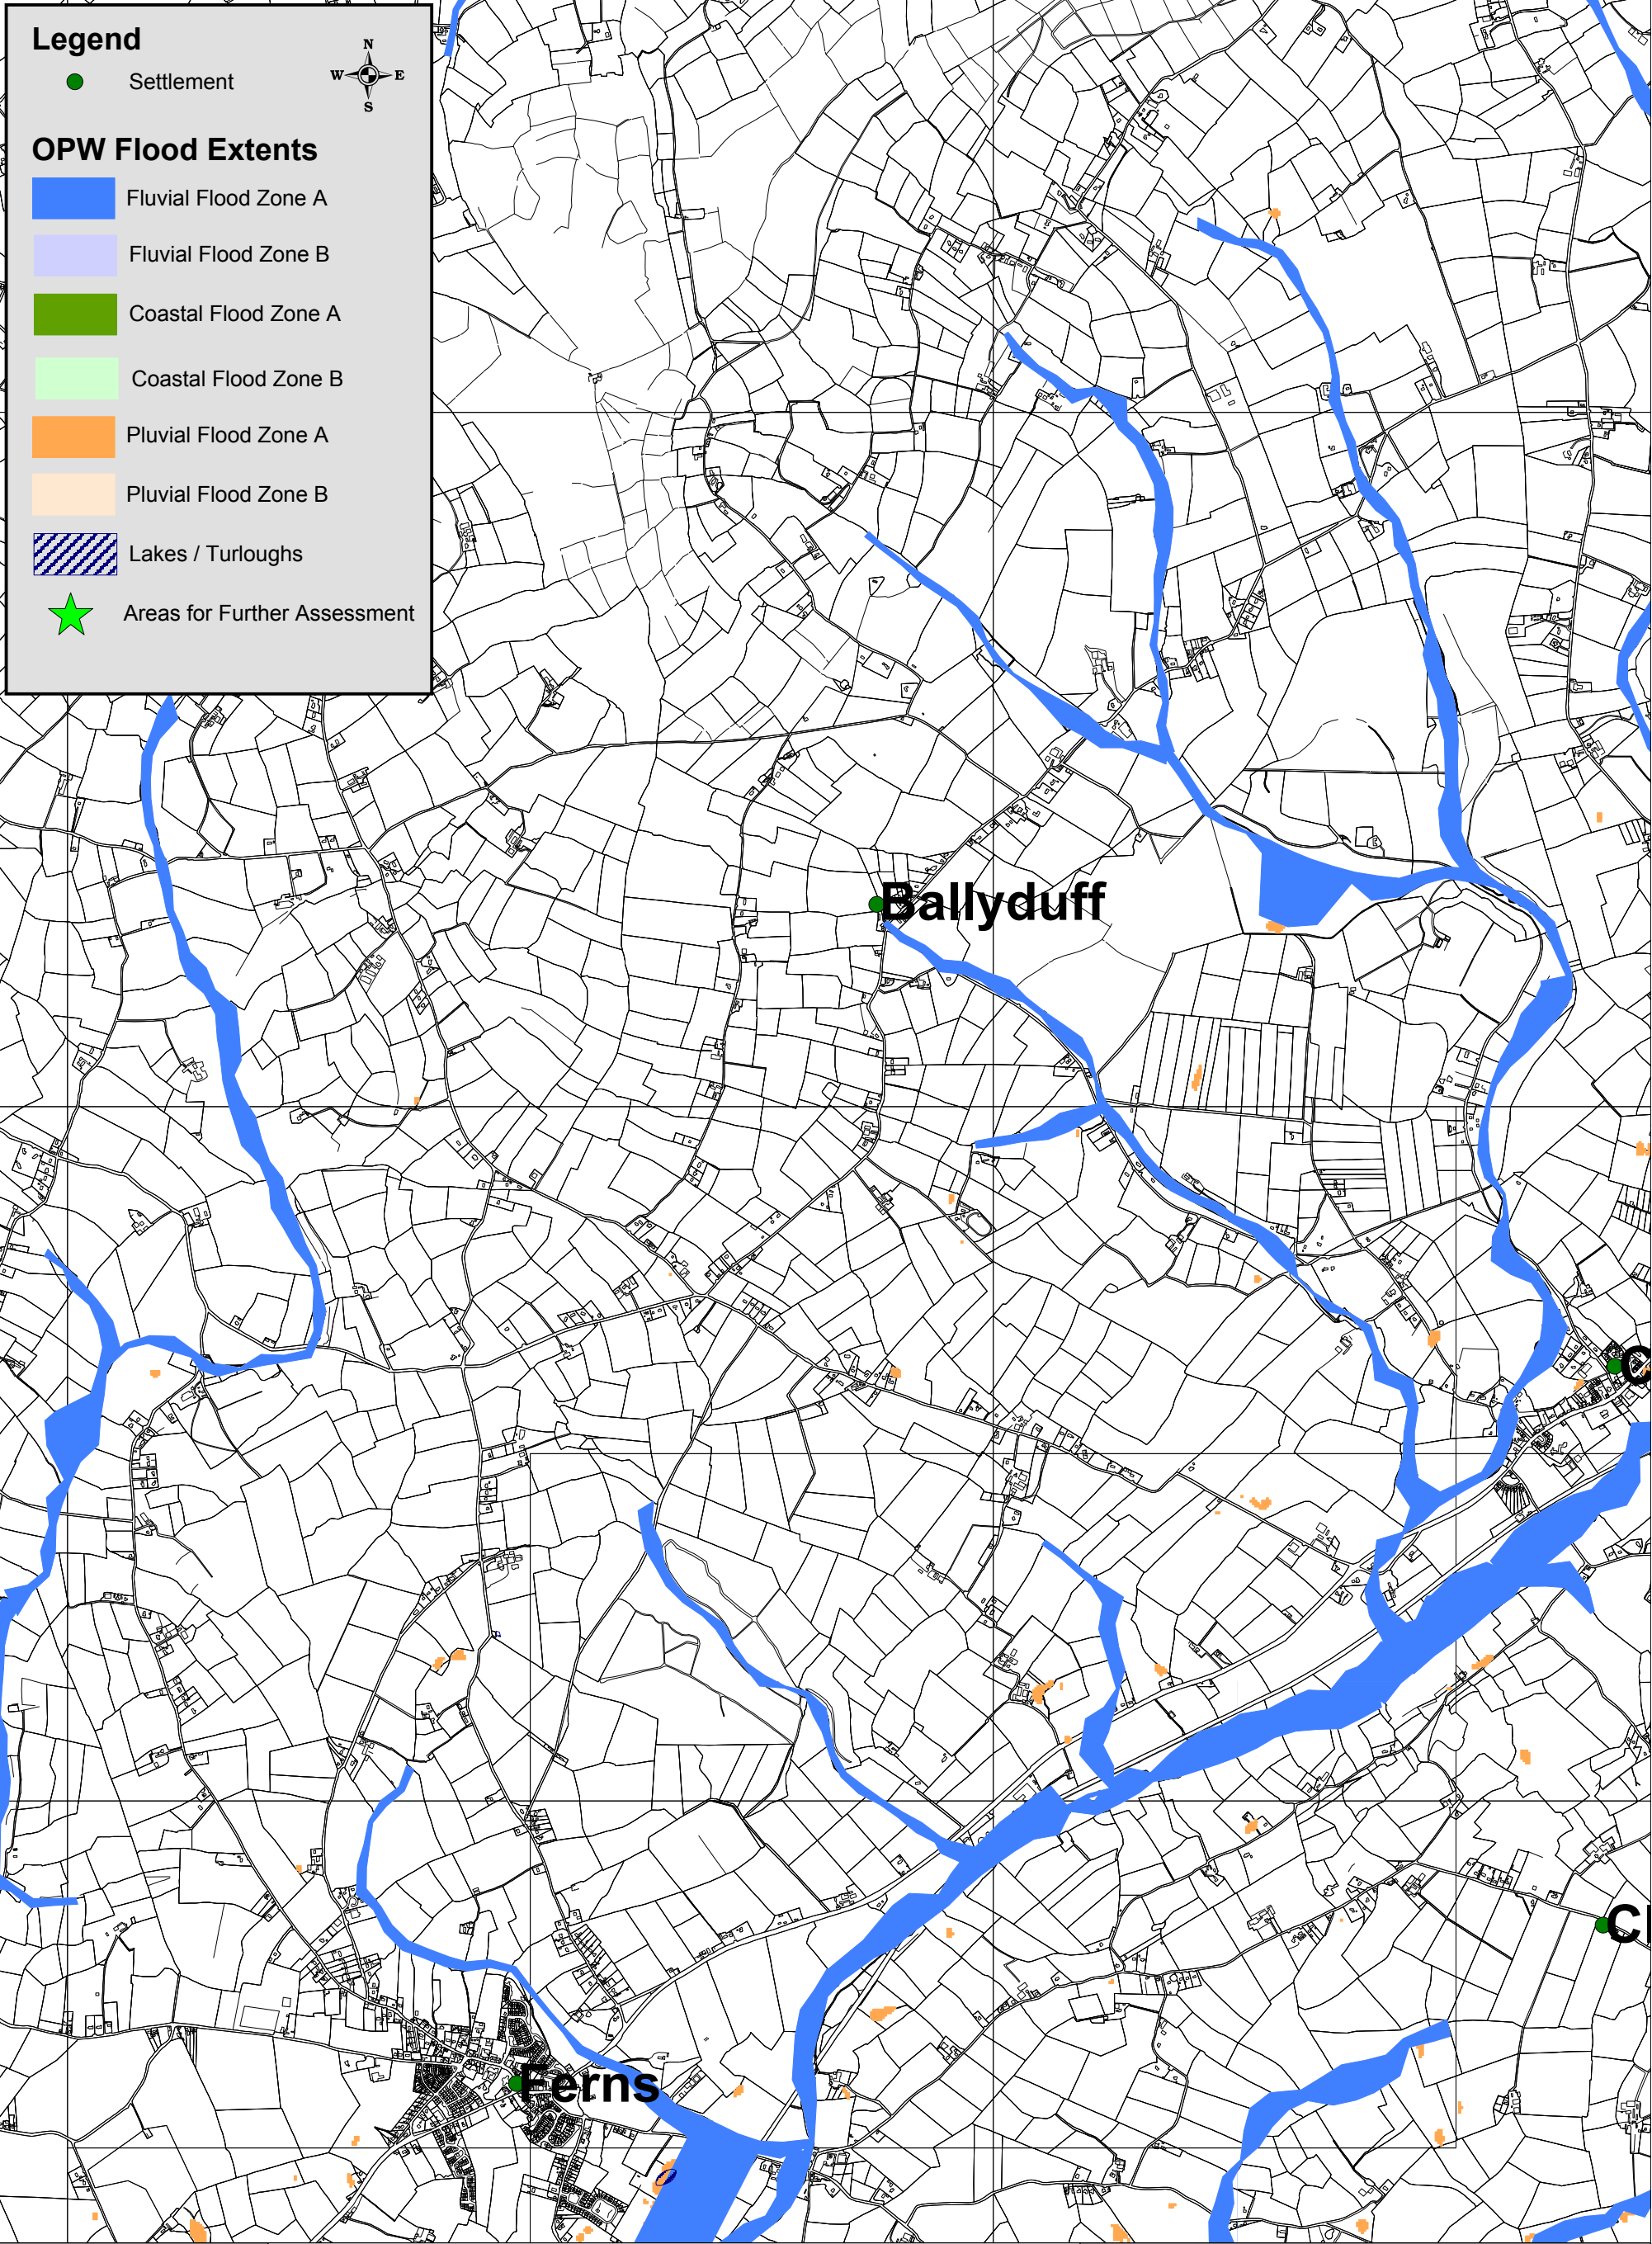 Legend
N
W E
S
Settlement
OPW Flood Extents
Fluvial Flood Zone A
Fluvial Flood Zone B
Coastal Flood Zone A
Coastal Flood Zone B
Pluvial Flood Zone A
Pluvial Flood Zone B
Lakes / Turloughs
Areas for Further Assessment
Ballyduff
C
Cl
Ferns